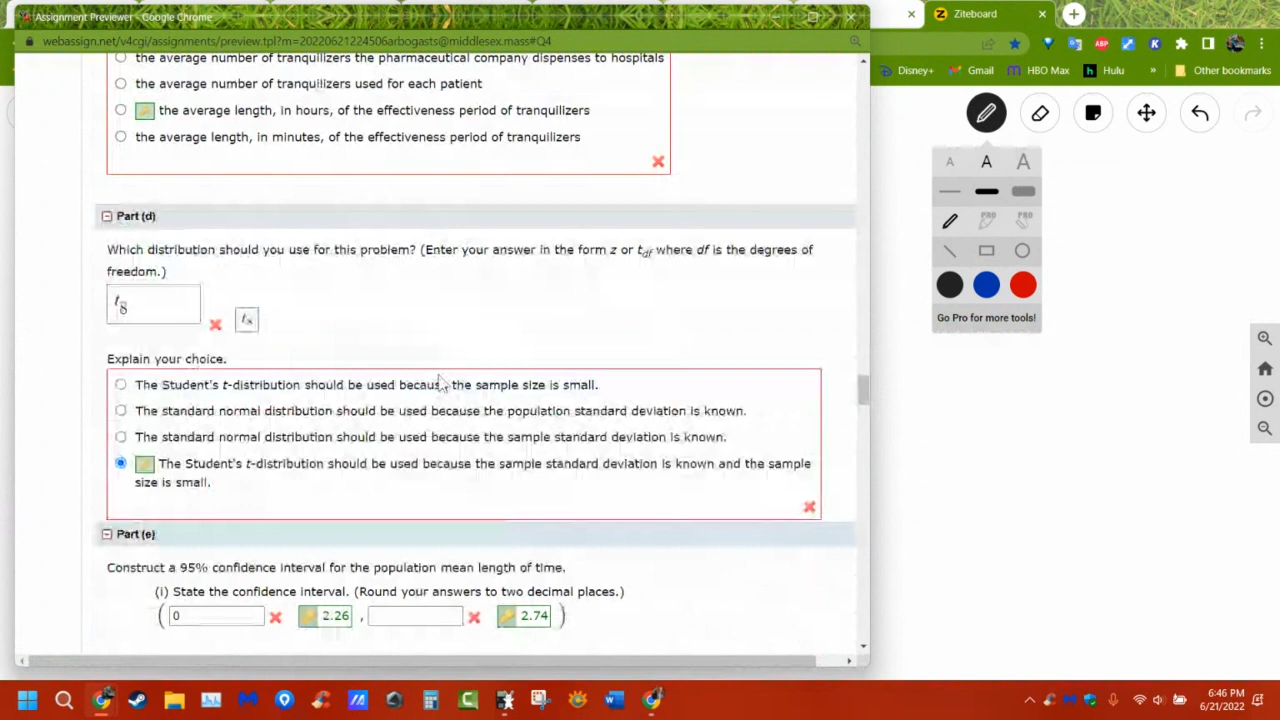 Assignment Previewer - Google Chrome
Ziteboard
webassign.net/v4cgi/assignments/preview.tpl?m=20220621224506arbogasts@middlesex.mass#Q4
Disney+ Gmail HBO Max Hulu » Other bookmarks
the average number of tranquilizers the pharmaceutical company dispenses to hospitals
the average number of tranquilizers used for each patient
the average length, in hours, of the effectiveness period of tranquilizers
the average length, in minutes, of the effectiveness period of tranquilizers
Part (d)
Which distribution should you use for this problem? (Enter your answer in the form z or tdf where df is the degrees of
freedom.)
t8
Explain your choice.
The Student's t-distribution should be used because the sample size is small.
The standard normal distribution should be used because the population standard deviation is known.
The standard normal distribution should be used because the sample standard deviation is known.
The Student's t-distribution should be used because the sample standard deviation is known and the sample
size is small.
Part (e)
Construct a 95% confidence interval for the population mean length of time.
(i) State the confidence interval. (Round your answers to two decimal places.)
( 0 2.26 , 2.74 )
A A A
PRO PRO
Go Pro for more tools!
6:46 PM
6/21/2022